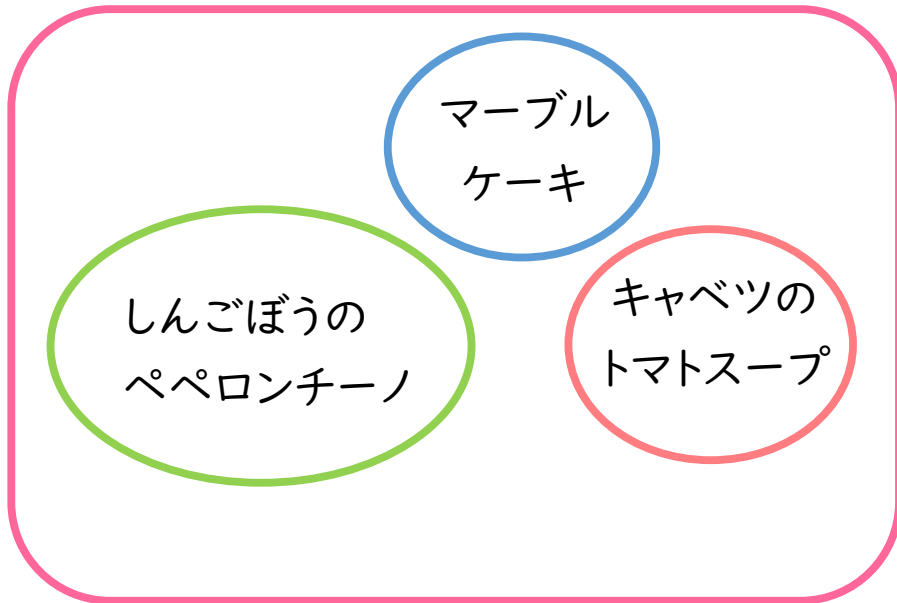 マーブル
ケーキ
しんごぼうの
ペペロンチーノ
キャベツの
トマトスープ